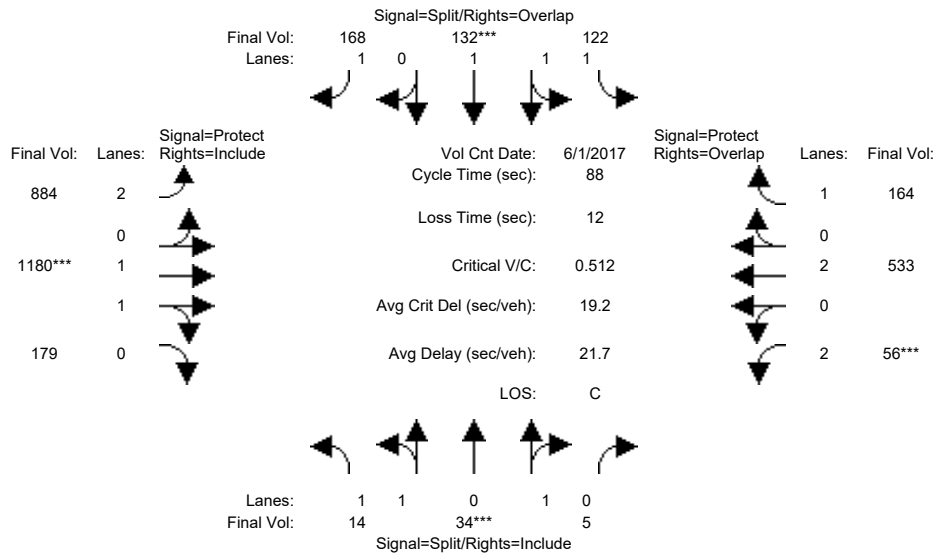 Signal=Split/Rights=Overlap
Final Vol: 168 132*** 122
Lanes: 1 0 1 1 1
Signal=Protect
Final Vol: Lanes: Rights=Include
Vol Cnt Date: 6/1/2017
Signal=Protect
Rights=Overlap Lanes: Final Vol:
Cycle Time (sec): 88
884 2
1 164
Loss Time (sec): 12
0
0
1180*** 1
Critical V/C: 0.512
2 533
1
Avg Crit Del (sec/veh): 19.2
0
179 0
Avg Delay (sec/veh): 21.7
2 56***
LOS: C
Lanes: 1 1 0 1 0
Final Vol: 14 34*** 5
Signal=Split/Rights=Include